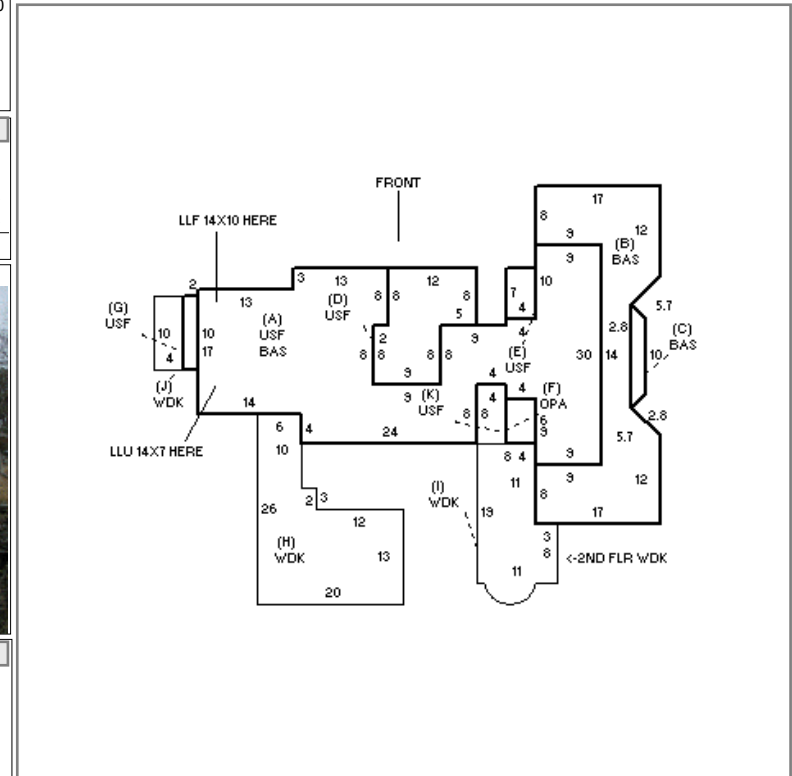 FRONT
17
LLF 14X10 HERE
8
12
9
(B)
BAS
9
2
3
13
12
10
5.7
13
(D)
USF
8
8
8
7
(G)
USF
(A)
USF
BAS
5
4
2.8
(C)
BAS
10
10
17
2
9
4
(E)
USF
30
14
10
4
8
8
8
8
(J)
WDK
9
4
4
(F)
OPA
9
(K)
USF
4
2.8
14
8
8
6
9
6
4
24
5.7
LLU 14X7 HERE
10
8
4
9
9
12
(I)
WDK
11
8
26
2
3
19
17
12
3
(H)
WDK
13
8
<-2ND FLR WDK
11
20